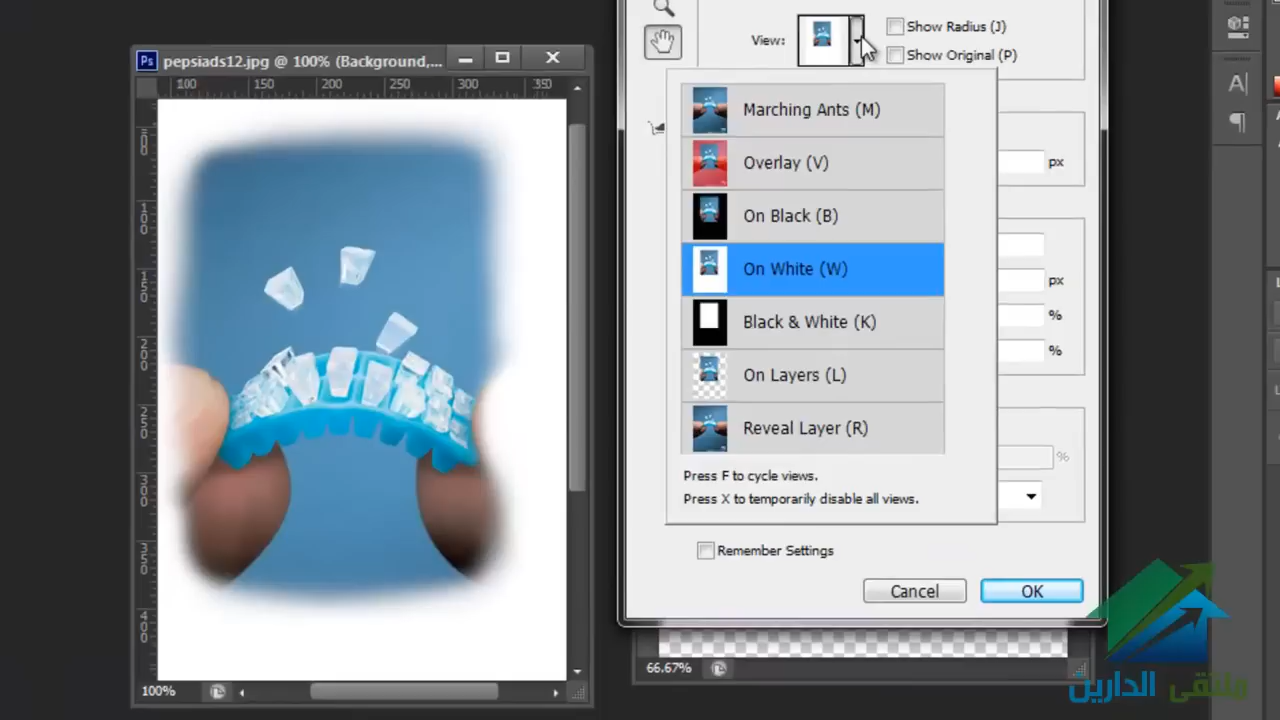 pepsiads12.jpg @ 100% (Background,...
100 150 200 250 300 350
View:
Show Radius (J)
Show Original (P)
Marching Ants (M)
Overlay (V)
On Black (B)
On White (W)
Black & White (K)
On Layers (L)
Reveal Layer (R)
Press F to cycle views.
Press X to temporarily disable all views.
px
px
%
%
%
Remember Settings
Cancel
OK
100%
66.67%
ملتقى الدارين